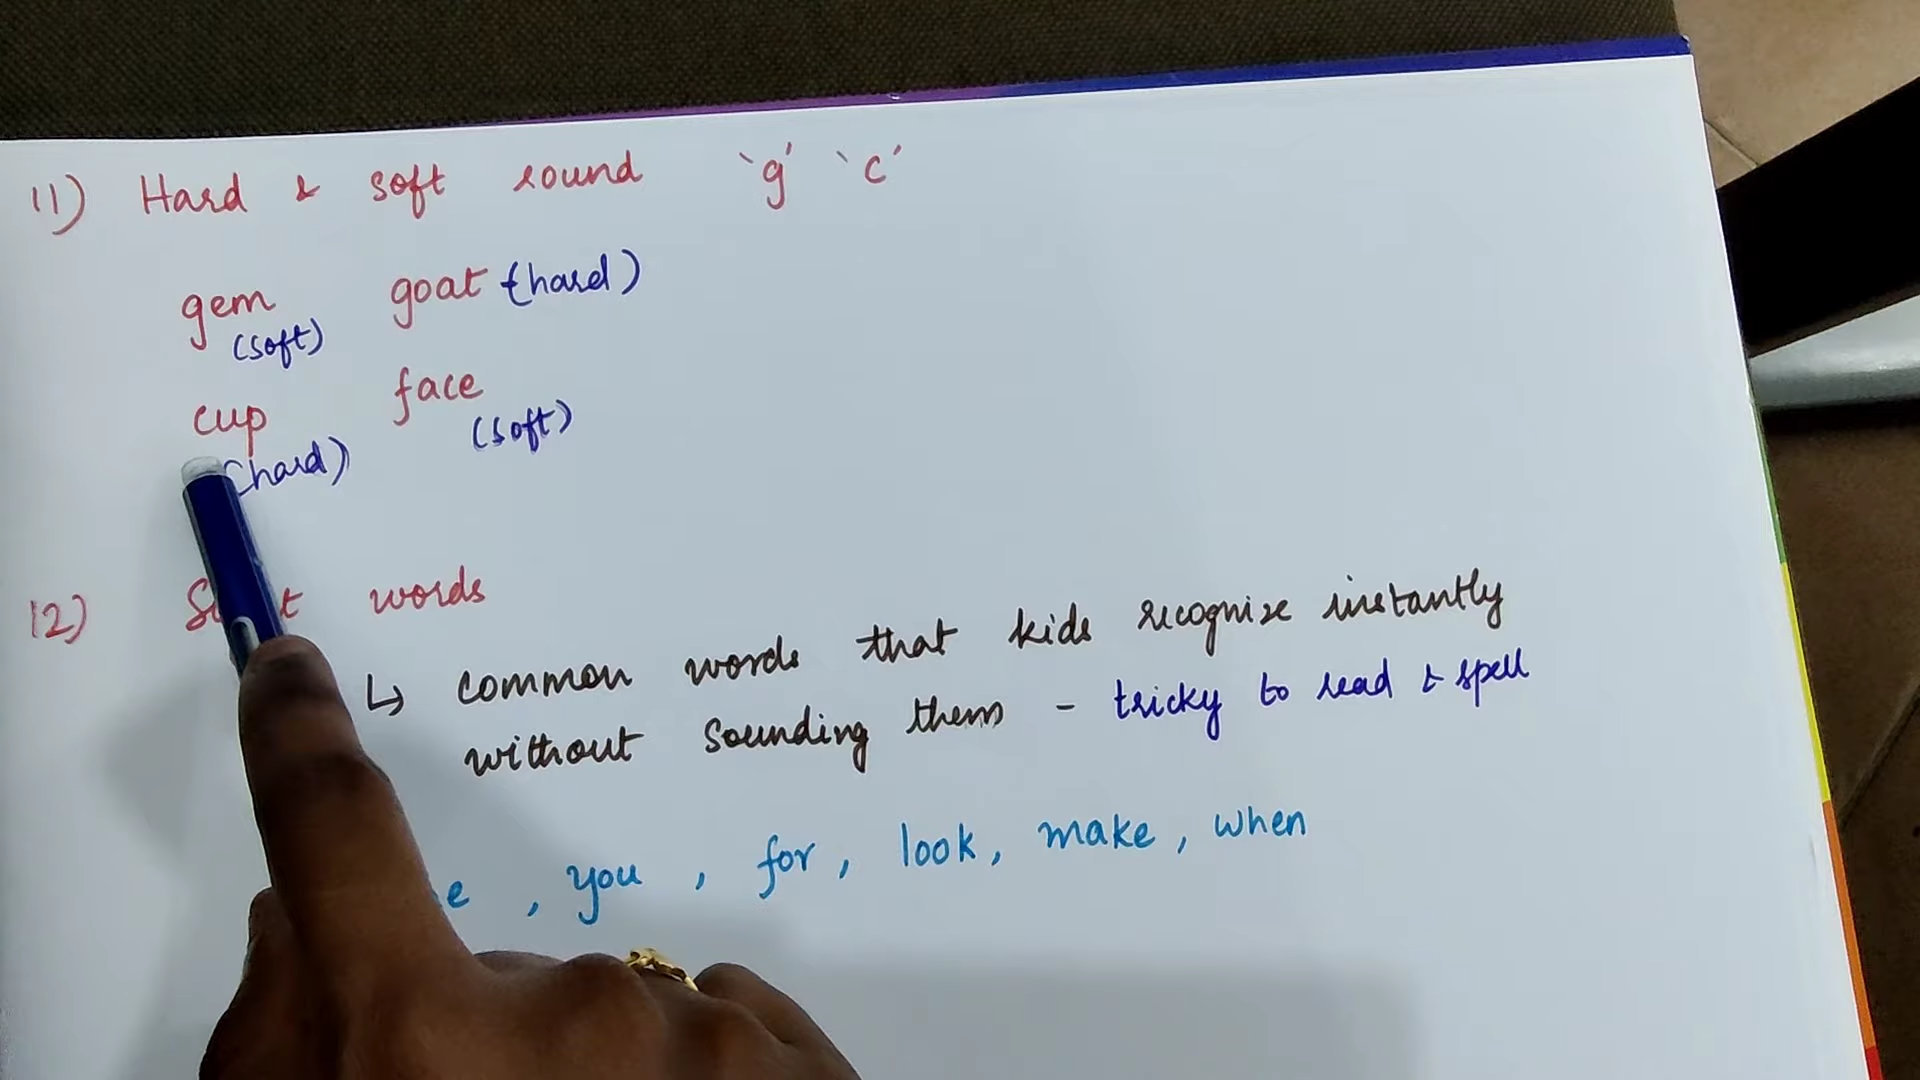 11) Hard & soft sound 'g' 'c'
gem goat (hard)
(soft)
cup face
(hard) (soft)
12) words
↳ common words that kids recognize instantly
without sounding them - tricky to read & spell
, you, for, look, make, when